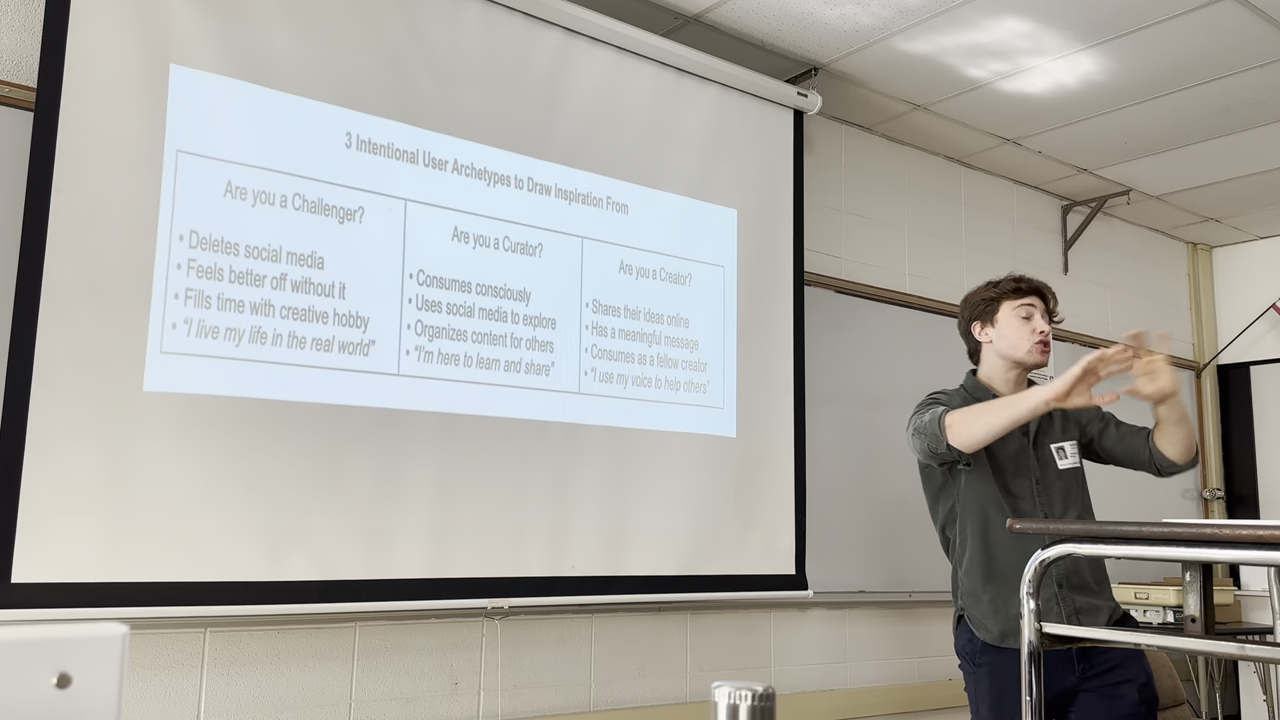 3 Intentional User Archetypes to Draw Inspiration From
Are you a Challenger?
• Deletes social media
• Feels better off without it
• Fills time with creative hobby
• "I live my life in the real world"
Are you a Curator?
• Consumes consciously
• Uses social media to explore
• Organizes content for others
• "I'm here to learn and share"
Are you a Creator?
• Shares their ideas online
• Has a meaningful message
• Consumes as a fellow creator
• "I use my voice to help others"